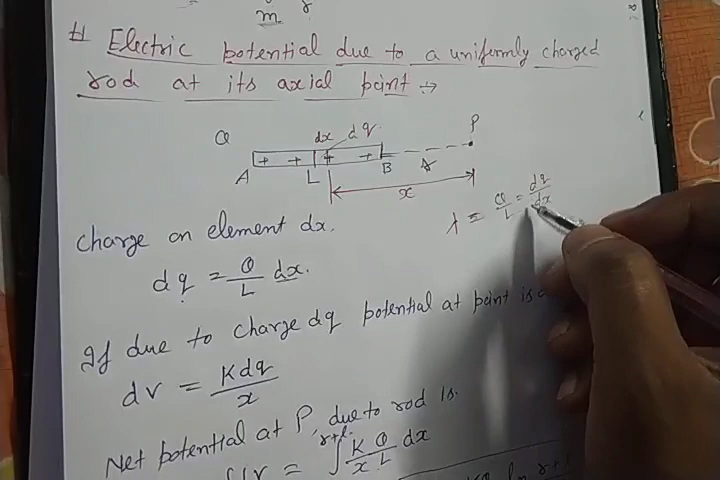 m
# Electric potential due to a uniformly charged
rod at its axial point :→
Q dx dq P
+ + + +
A L B r
x
λ = Q/L = dq/dx
Charge on element dx.
dq = Q/L dx.
If due to charge dq potential at point is
dv = Kdq/x
Net potential at P, due to rod is.
r+L
∫ K Q/x L dx